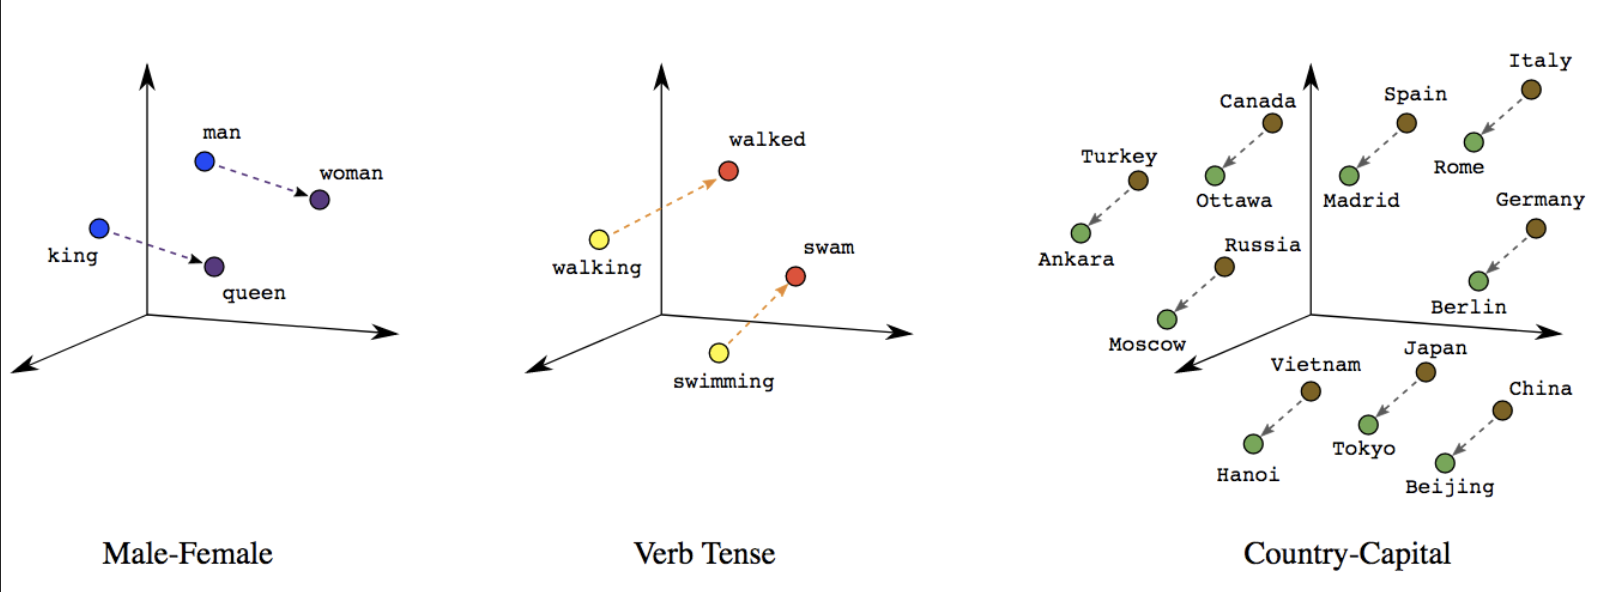 man
woman
king
queen
Male-Female
walked
walking
swam
swimming
Verb Tense
Italy
Canada
Spain
Turkey
Rome
Ottawa
Madrid
Germany
Ankara
Russia
Berlin
Moscow
Japan
Vietnam
China
Tokyo
Hanoi
Beijing
Country-Capital